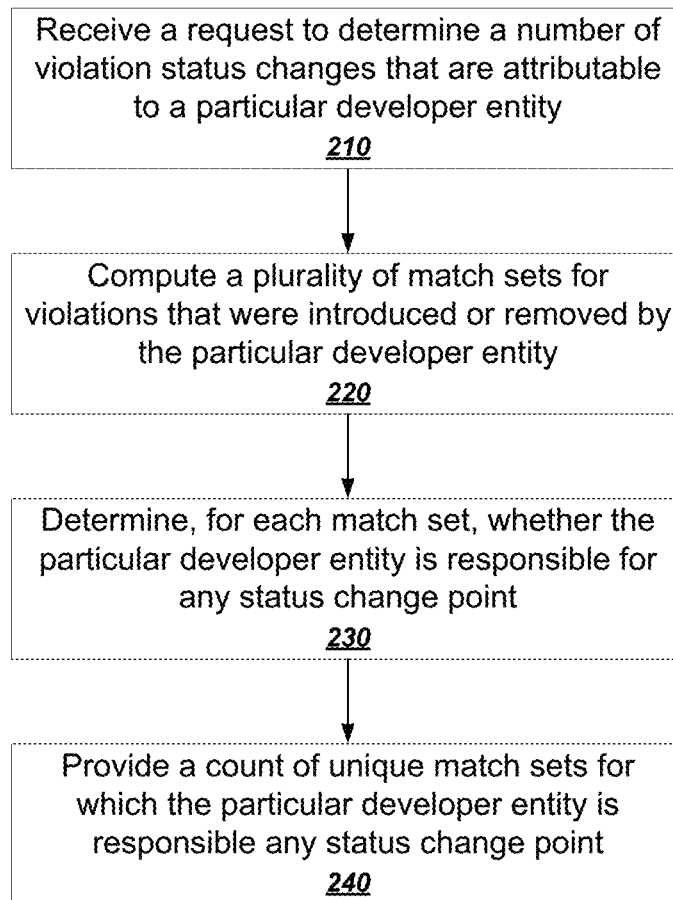 Receive a request to determine a number of
violation status changes that are attributable
to a particular developer entity
210
Compute a plurality of match sets for
violations that were introduced or removed by
the particular developer entity
220
Determine, for each match set, whether the
particular developer entity is responsible for
any status change point
230
Provide a count of unique match sets for
which the particular developer entity is
responsible any status change point
240